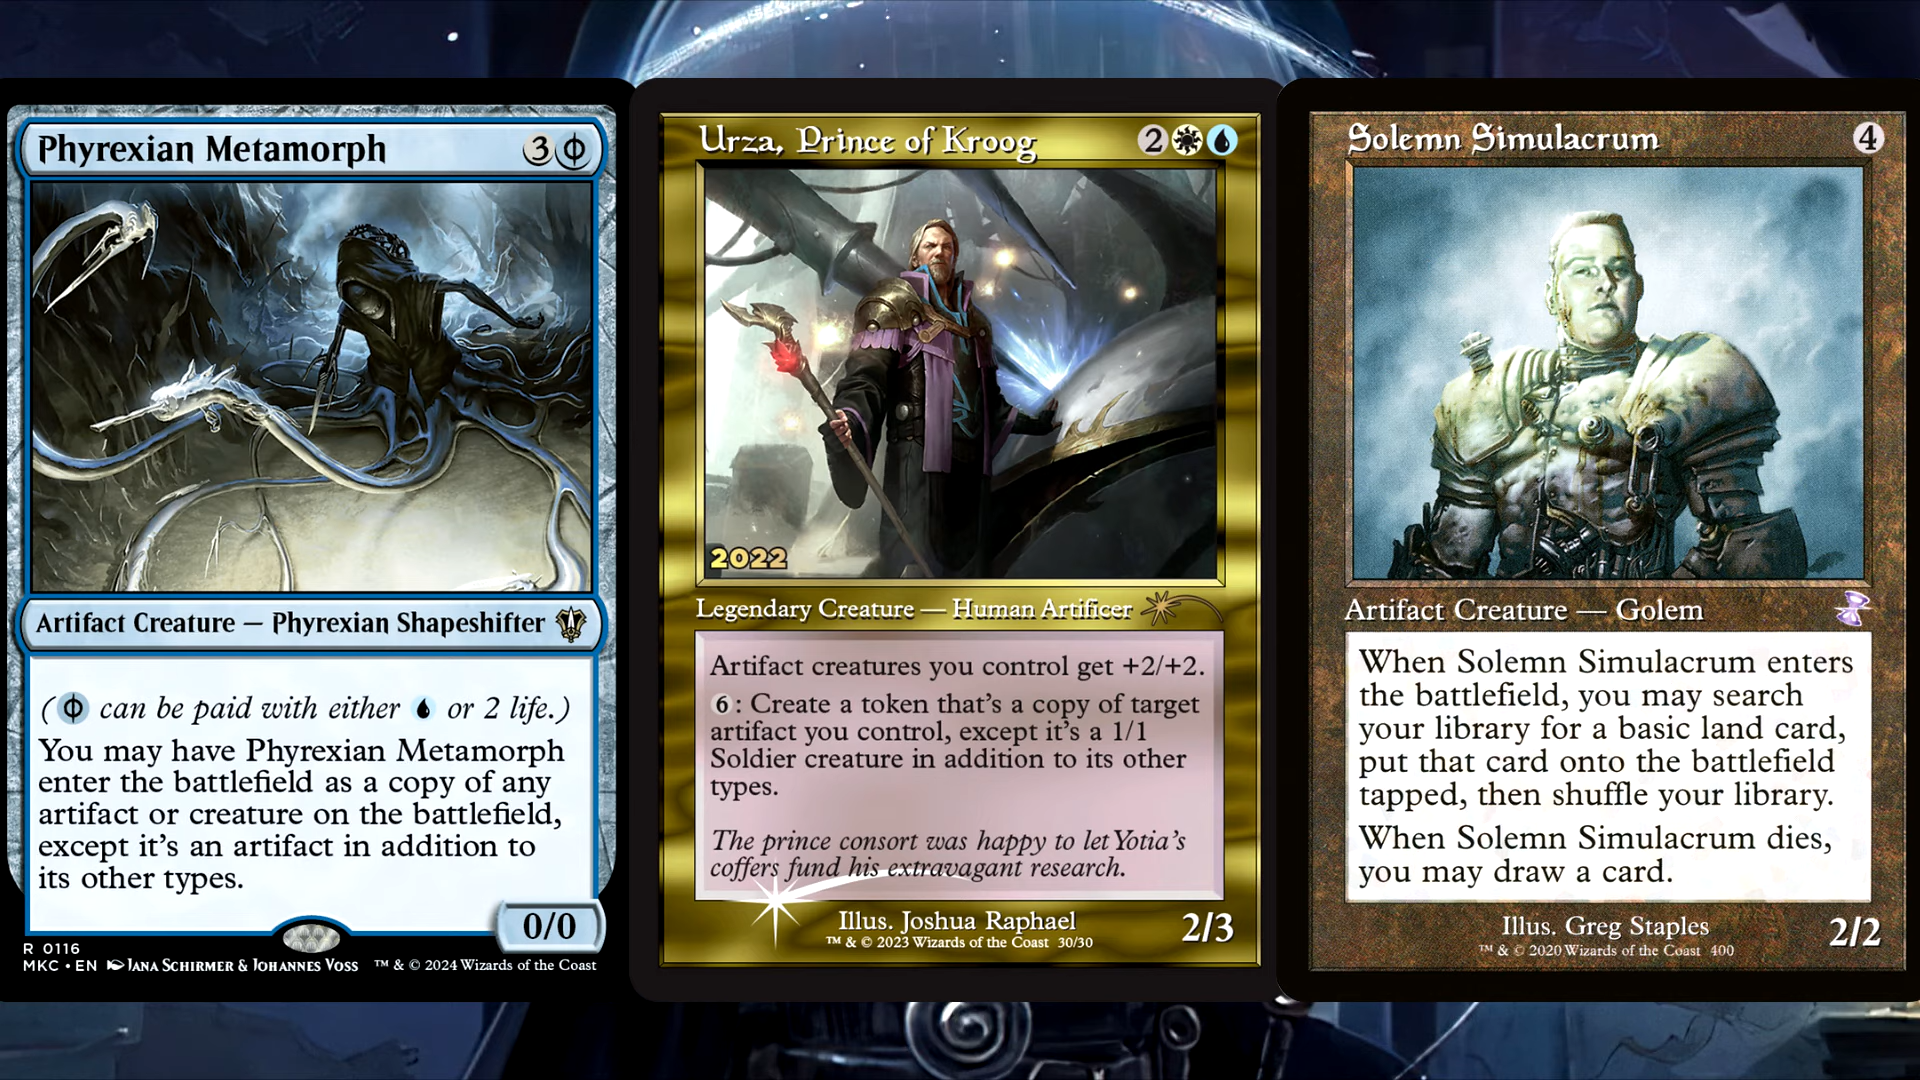 Phyrexian Metamorph 3
Artifact Creature — Phyrexian Shapeshifter
( can be paid with either or 2 life.)
You may have Phyrexian Metamorph
enter the battlefield as a copy of any
artifact or creature on the battlefield,
except it's an artifact in addition to
its other types.
0/0
R 0116
MKC • EN JANA SCHIRMER & JOHANNES VOSS ™ & © 2024 Wizards of the Coast
Urza, Prince of Kroog 2
2022
Legendary Creature — Human Artificer
Artifact creatures you control get +2/+2.
6: Create a token that's a copy of target
artifact you control, except it's a 1/1
Soldier creature in addition to its other
types.
The prince consort was happy to let Yotia's
coffers fund his extravagant research.
Illus. Joshua Raphael
™ & © 2023 Wizards of the Coast 30/30
2/3
Solemn Simulacrum 4
Artifact Creature — Golem
When Solemn Simulacrum enters
the battlefield, you may search
your library for a basic land card,
put that card onto the battlefield
tapped, then shuffle your library.
When Solemn Simulacrum dies,
you may draw a card.
Illus. Greg Staples
™ & © 2020 Wizards of the Coast 400
2/2